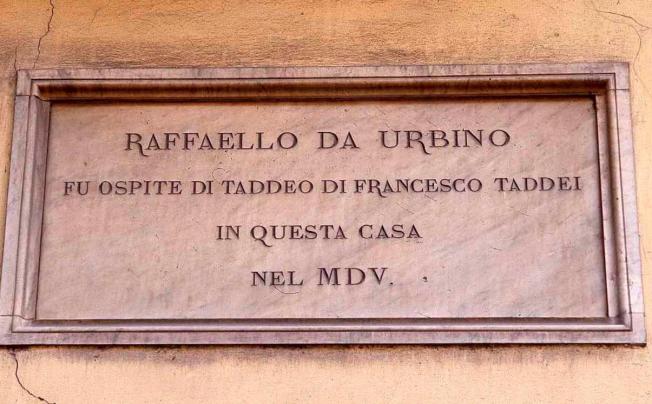 RAFFAELLO DA URBINO
FU OSPITE DI TADDEO DI FRANCESCO TADDEI
IN QUESTA CASA
NEL MDV.